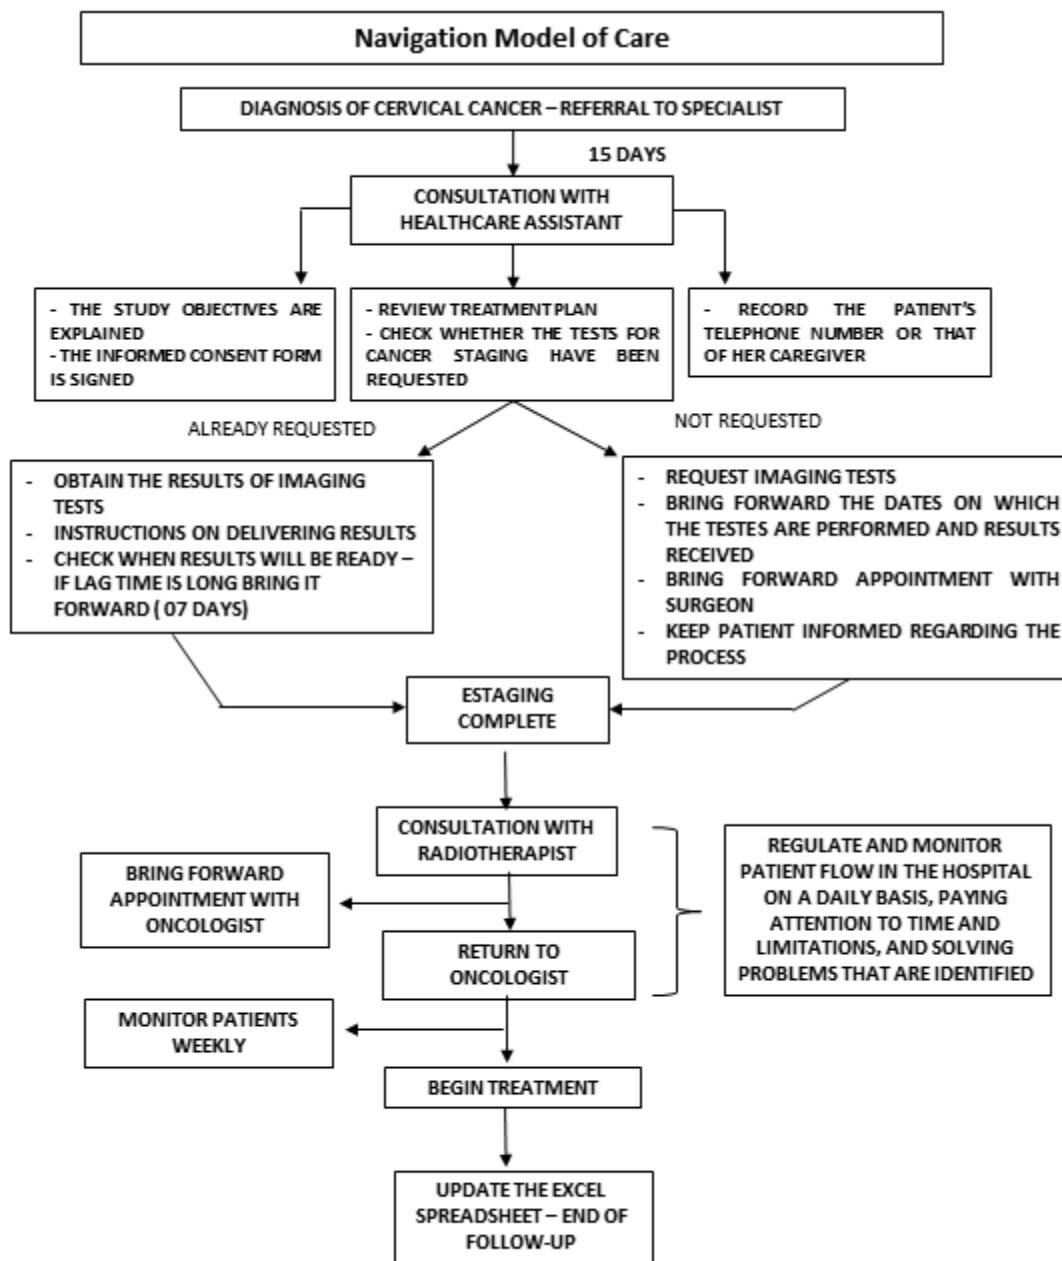 Navigation Model of Care
DIAGNOSIS OF CERVICAL CANCER – REFERRAL TO SPECIALIST
15 DAYS
CONSULTATION WITH
HEALTHCARE ASSISTANT
- THE STUDY OBJECTIVES ARE
EXPLAINED
- THE INFORMED CONSENT FORM
IS SIGNED
- REVIEW TREATMENT PLAN
- CHECK WHETHER THE TESTS FOR
CANCER STAGING HAVE BEEN
REQUESTED
- RECORD THE PATIENT'S
TELEPHONE NUMBER OR THAT
OF HER CAREGIVER
ALREADY REQUESTED
NOT REQUESTED
- OBTAIN THE RESULTS OF IMAGING
TESTS
- INSTRUCTIONS ON DELIVERING RESULTS
- CHECK WHEN RESULTS WILL BE READY –
IF LAG TIME IS LONG BRING IT
FORWARD ( 07 DAYS)
- REQUEST IMAGING TESTS
- BRING FORWARD THE DATES ON WHICH
THE TESTES ARE PERFORMED AND RESULTS
RECEIVED
- BRING FORWARD APPOINTMENT WITH
SURGEON
- KEEP PATIENT INFORMED REGARDING THE
PROCESS
ESTAGING
COMPLETE
CONSULTATION WITH
RADIOTHERAPIST
BRING FORWARD
APPOINTMENT WITH
ONCOLOGIST
REGULATE AND MONITOR
PATIENT FLOW IN THE HOSPITAL
ON A DAILY BASIS, PAYING
ATTENTION TO TIME AND
LIMITATIONS, AND SOLVING
PROBLEMS THAT ARE IDENTIFIED
RETURN TO
ONCOLOGIST
MONITOR PATIENTS
WEEKLY
BEGIN TREATMENT
UPDATE THE EXCEL
SPREADSHEET – END OF
FOLLOW-UP